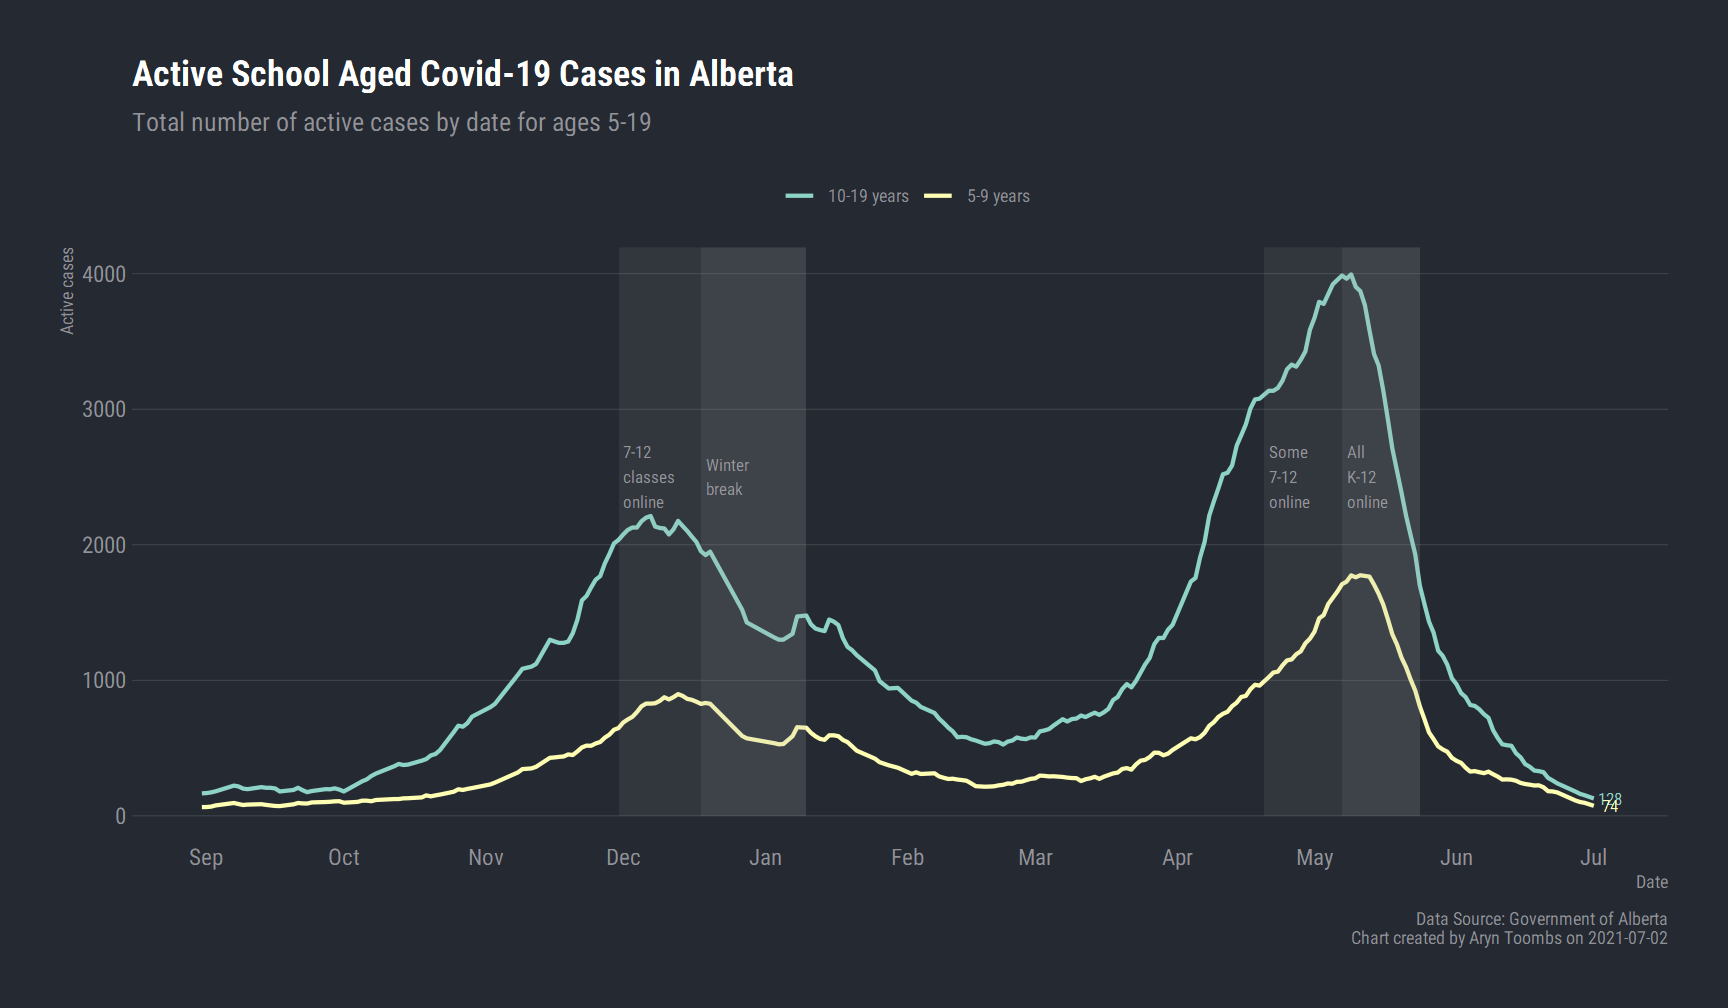 Active School Aged Covid-19 Cases in Alberta
Total number of active cases by date for ages 5-19
10-19 years
5-9 years
Active cases
4000
3000
2000
1000
0
7-12
classes
online
Winter
break
Some
7-12
online
All
K-12
online
128
74
Sep Oct Nov Dec Jan Feb Mar Apr May Jun Jul
Date
Data Source: Government of Alberta
Chart created by Aryn Toombs on 2021-07-02